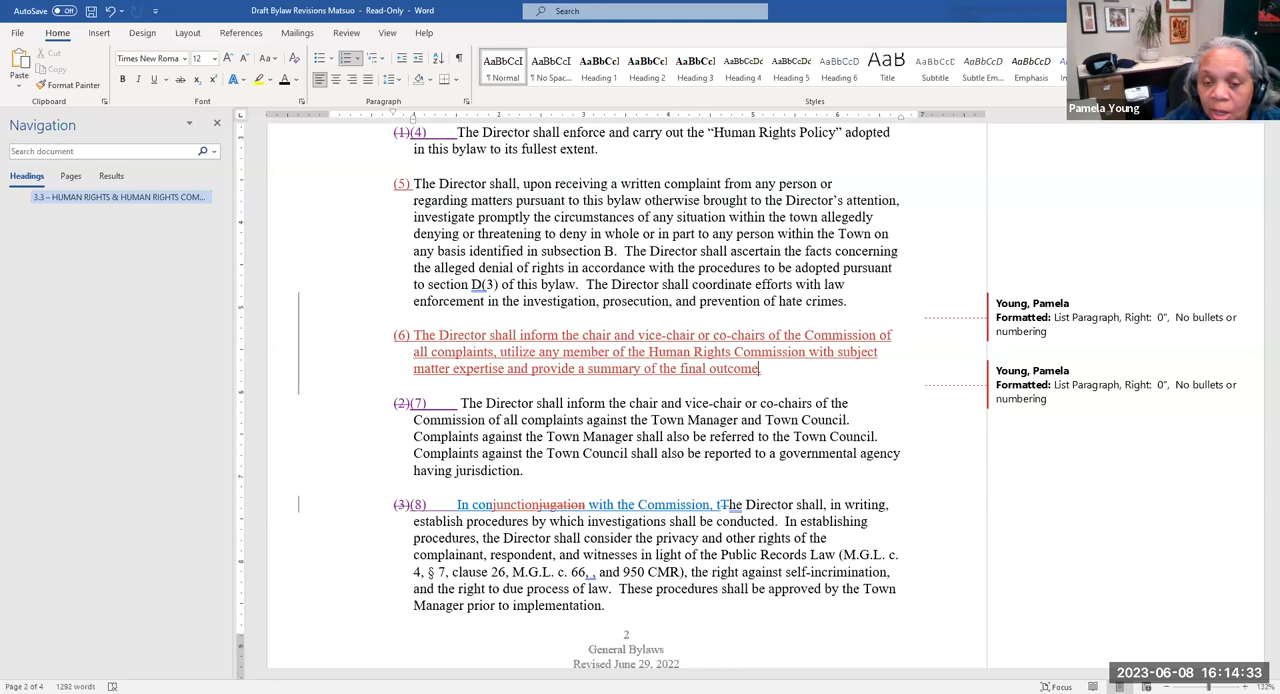 AutoSave Off Draft Bylaw Revisions Matsuo - Read-Only - Word Search
File Home Insert Design Layout References Mailings Review View Help
Paste Cut Copy Format Painter Times New Roma 12 A A Aa
B I U ab x₂ x² A A
AaBbCcI AaBbCcI AaBbCc AaBbCc AaBbCc AaBbCcDc AaBbCcDc AaBbCcD AaB AaBbCcC AaBbCcD AaBbCcD
¶ Normal ¶ No Spac... Heading 1 Heading 2 Heading 3 Heading 4 Heading 5 Heading 6 Title Subtitle Subtle Em... Emphasis
Clipboard Font Paragraph Styles
Pamela Young
Navigation
Search document
Headings Pages Results
3.3 – HUMAN RIGHTS & HUMAN RIGHTS COM...
(1)(4) The Director shall enforce and carry out the “Human Rights Policy” adopted
in this bylaw to its fullest extent.
(5) The Director shall, upon receiving a written complaint from any person or
regarding matters pursuant to this bylaw otherwise brought to the Director’s attention,
investigate promptly the circumstances of any situation within the town allegedly
denying or threatening to deny in whole or in part to any person within the Town on
any basis identified in subsection B. The Director shall ascertain the facts concerning
the alleged denial of rights in accordance with the procedures to be adopted pursuant
to section D(3) of this bylaw. The Director shall coordinate efforts with law
enforcement in the investigation, prosecution, and prevention of hate crimes.
(6) The Director shall inform the chair and vice-chair or co-chairs of the Commission of
all complaints, utilize any member of the Human Rights Commission with subject
matter expertise and provide a summary of the final outcome
(2)(7) The Director shall inform the chair and vice-chair or co-chairs of the
Commission of all complaints against the Town Manager and Town Council.
Complaints against the Town Manager shall also be referred to the Town Council.
Complaints against the Town Council shall also be reported to a governmental agency
having jurisdiction.
(3)(8) In conjunctionjugation with the Commission, tThe Director shall, in writing,
establish procedures by which investigations shall be conducted. In establishing
procedures, the Director shall consider the privacy and other rights of the
complainant, respondent, and witnesses in light of the Public Records Law (M.G.L. c.
4, § 7, clause 26, M.G.L. c. 66, , and 950 CMR), the right against self-incrimination,
and the right to due process of law. These procedures shall be approved by the Town
Manager prior to implementation.
2
General Bylaws
Revised June 29, 2022
Young, Pamela
Formatted: List Paragraph, Right: 0", No bullets or
numbering
Young, Pamela
Formatted: List Paragraph, Right: 0", No bullets or
numbering
2023-06-08 16:14:33
Page 2 of 4 1292 words Focus 132%